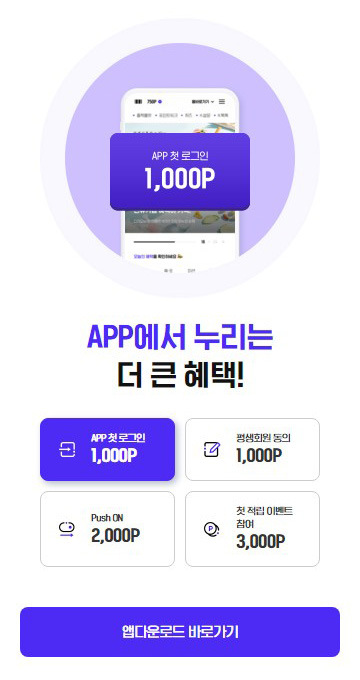 750P
APP 첫 로그인
1,000P
APP에서 누리는
더 큰 혜택!
APP 첫 로그인
1,000P
평생회원 동의
1,000P
Push ON
2,000P
첫 적립 이벤트
참여
3,000P
앱다운로드 바로가기